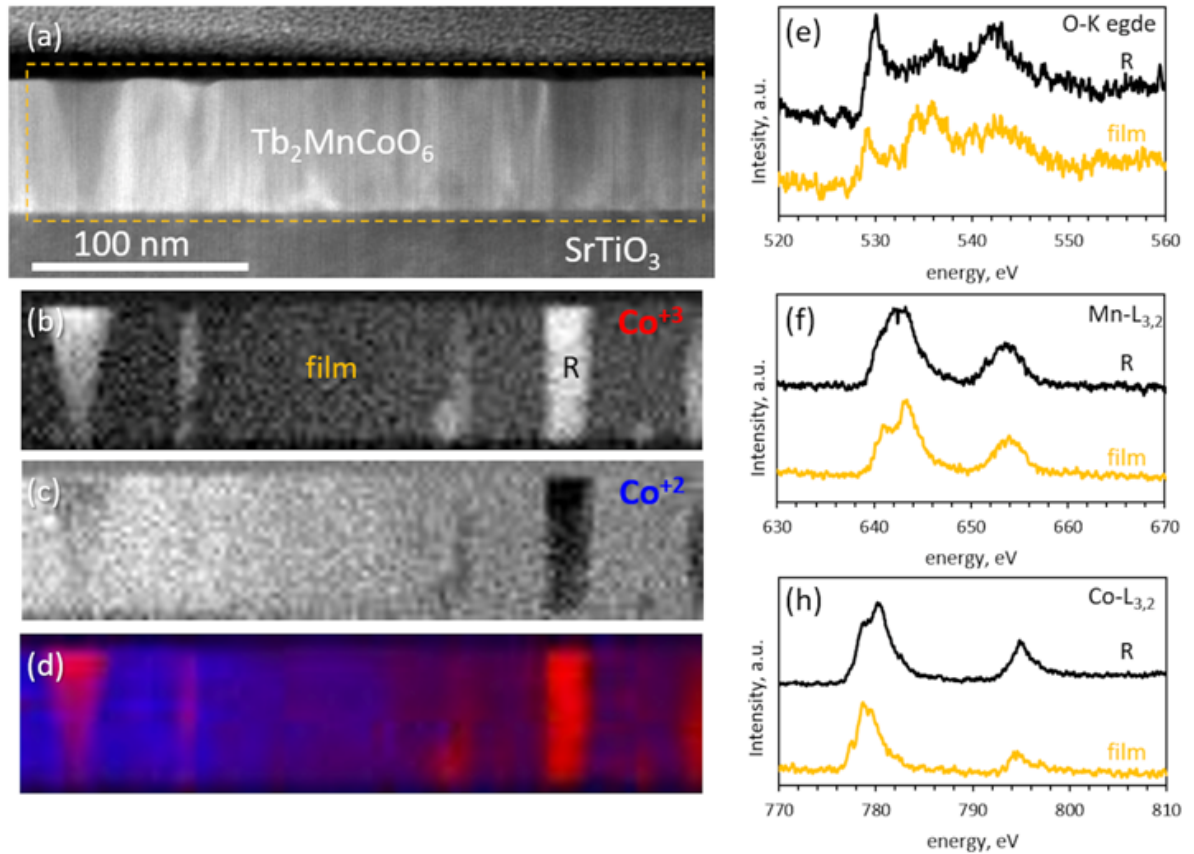 (a)
Tb₂MnCoO₆
100 nm
SrTiO₃
(b)
Co⁺³
film
R
(c)
Co⁺²
(d)
(e)
O-K egde
R
film
Intesity, a.u.
520 530 540 550 560
energy, eV
(f)
Mn-L₃,₂
R
film
Intensity, a.u.
630 640 650 660 670
energy, eV
(h)
Co-L₃,₂
R
film
Intensity, a.u.
770 780 790 800 810
energy, eV